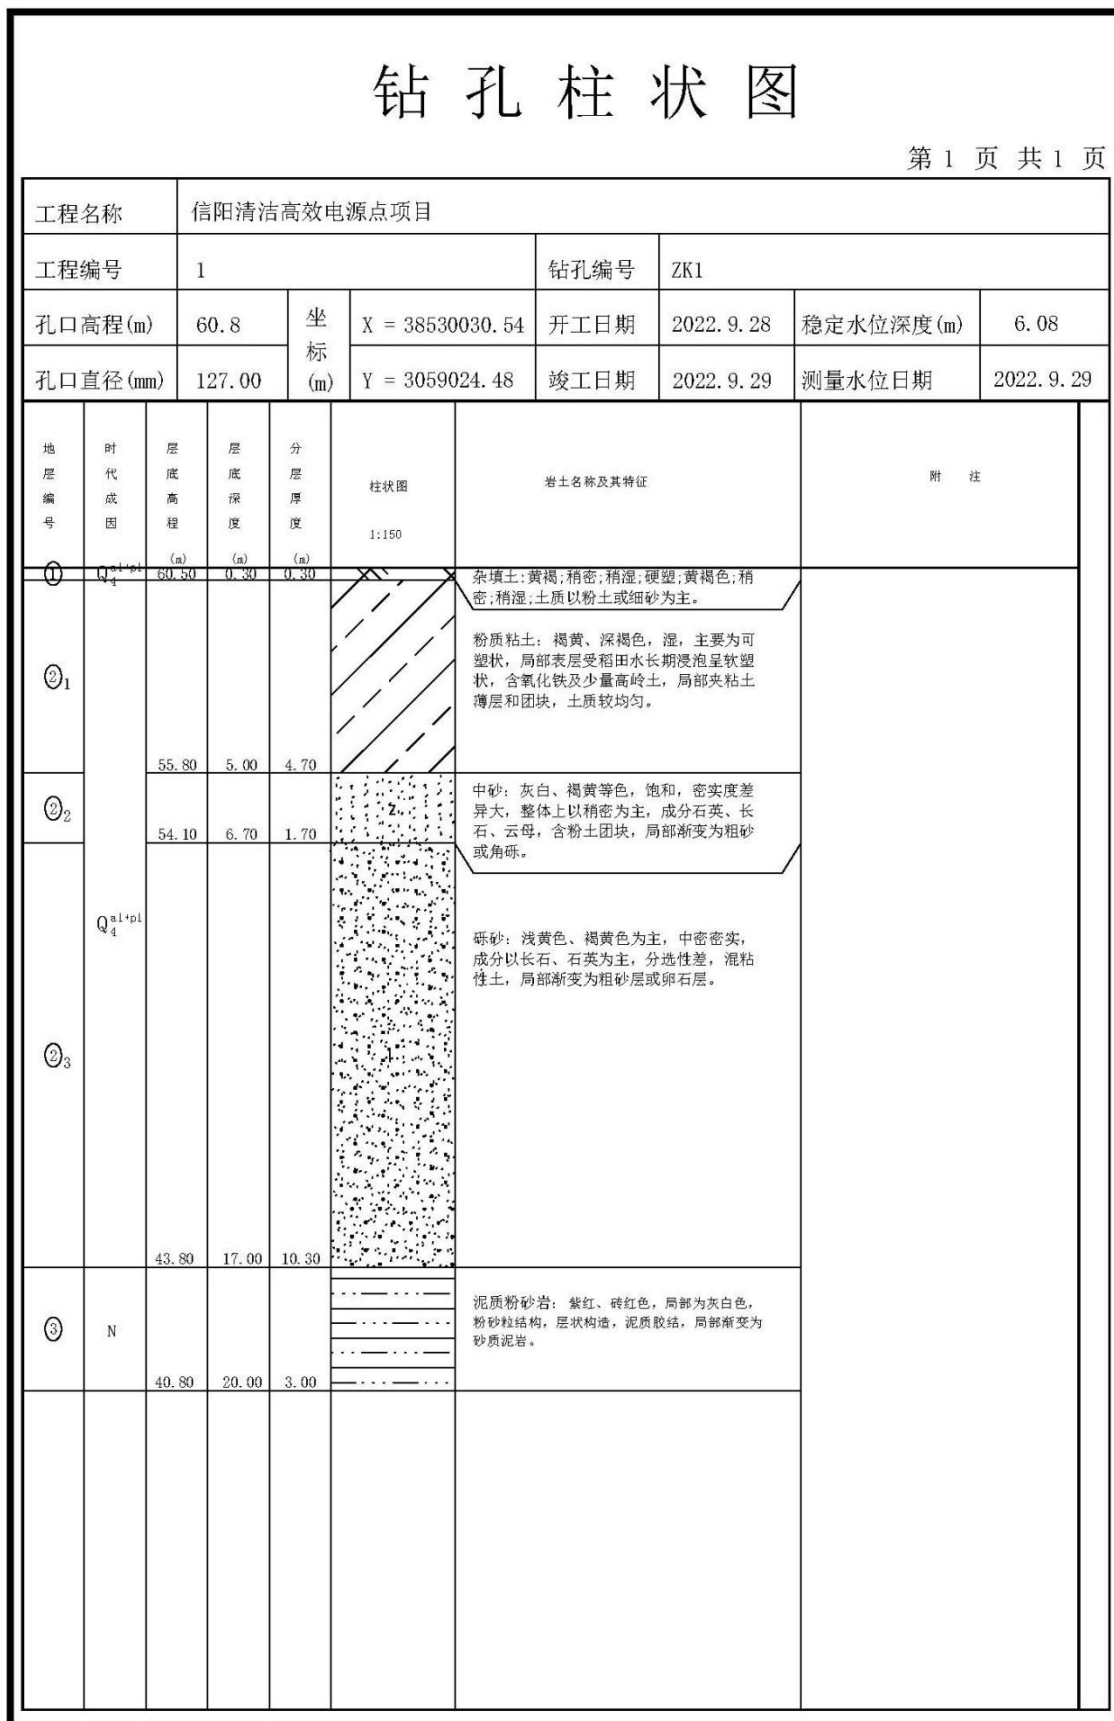 钻孔柱状图
第 1 页 共 1 页
工程名称 信阳清洁高效电源点项目
工程编号 1 钻孔编号 ZK1
孔口高程(m) 60.8 坐标(m) X = 38530030.54 开工日期 2022.9.28 稳定水位深度(m) 6.08
孔口直径(mm) 127.00 Y = 3059024.48 竣工日期 2022.9.29 测量水位日期 2022.9.29
地层编号 时代成因 层底高程(m) 层底深度(m) 分层厚度(m) 柱状图 1:150 岩土名称及其特征 附 注
① Q₄ᵃˡ⁺ᵖˡ 60.50 0.30 0.30
杂填土:黄褐;稍密;稍湿;硬塑;黄褐色;稍
密;稍湿;土质以粉土或细砂为主。
②₁
粉质粘土：褐黄、深褐色，湿，主要为可
塑状，局部表层受稻田水长期浸泡呈软塑
状，含氧化铁及少量高岭土，局部夹粘土
薄层和团块，土质较均匀。
55.80 5.00 4.70
②₂
中砂：灰白、褐黄等色，饱和，密实度差
异大，整体上以稍密为主，成分石英、长
石、云母，含粉土团块，局部渐变为粗砂
或角砾。
Z
54.10 6.70 1.70
Q₄ᵃˡ⁺ᵖˡ
砾砂：浅黄色、褐黄色为主，中密密实，
成分以长石、石英为主，分选性差，混粘
性土，局部渐变为粗砂层或卵石层。
②₃
43.80 17.00 10.30
③ N
泥质粉砂岩：紫红、砖红色，局部为灰白色，
粉砂粒结构，层状构造，泥质胶结，局部渐变为
砂质泥岩。
40.80 20.00 3.00